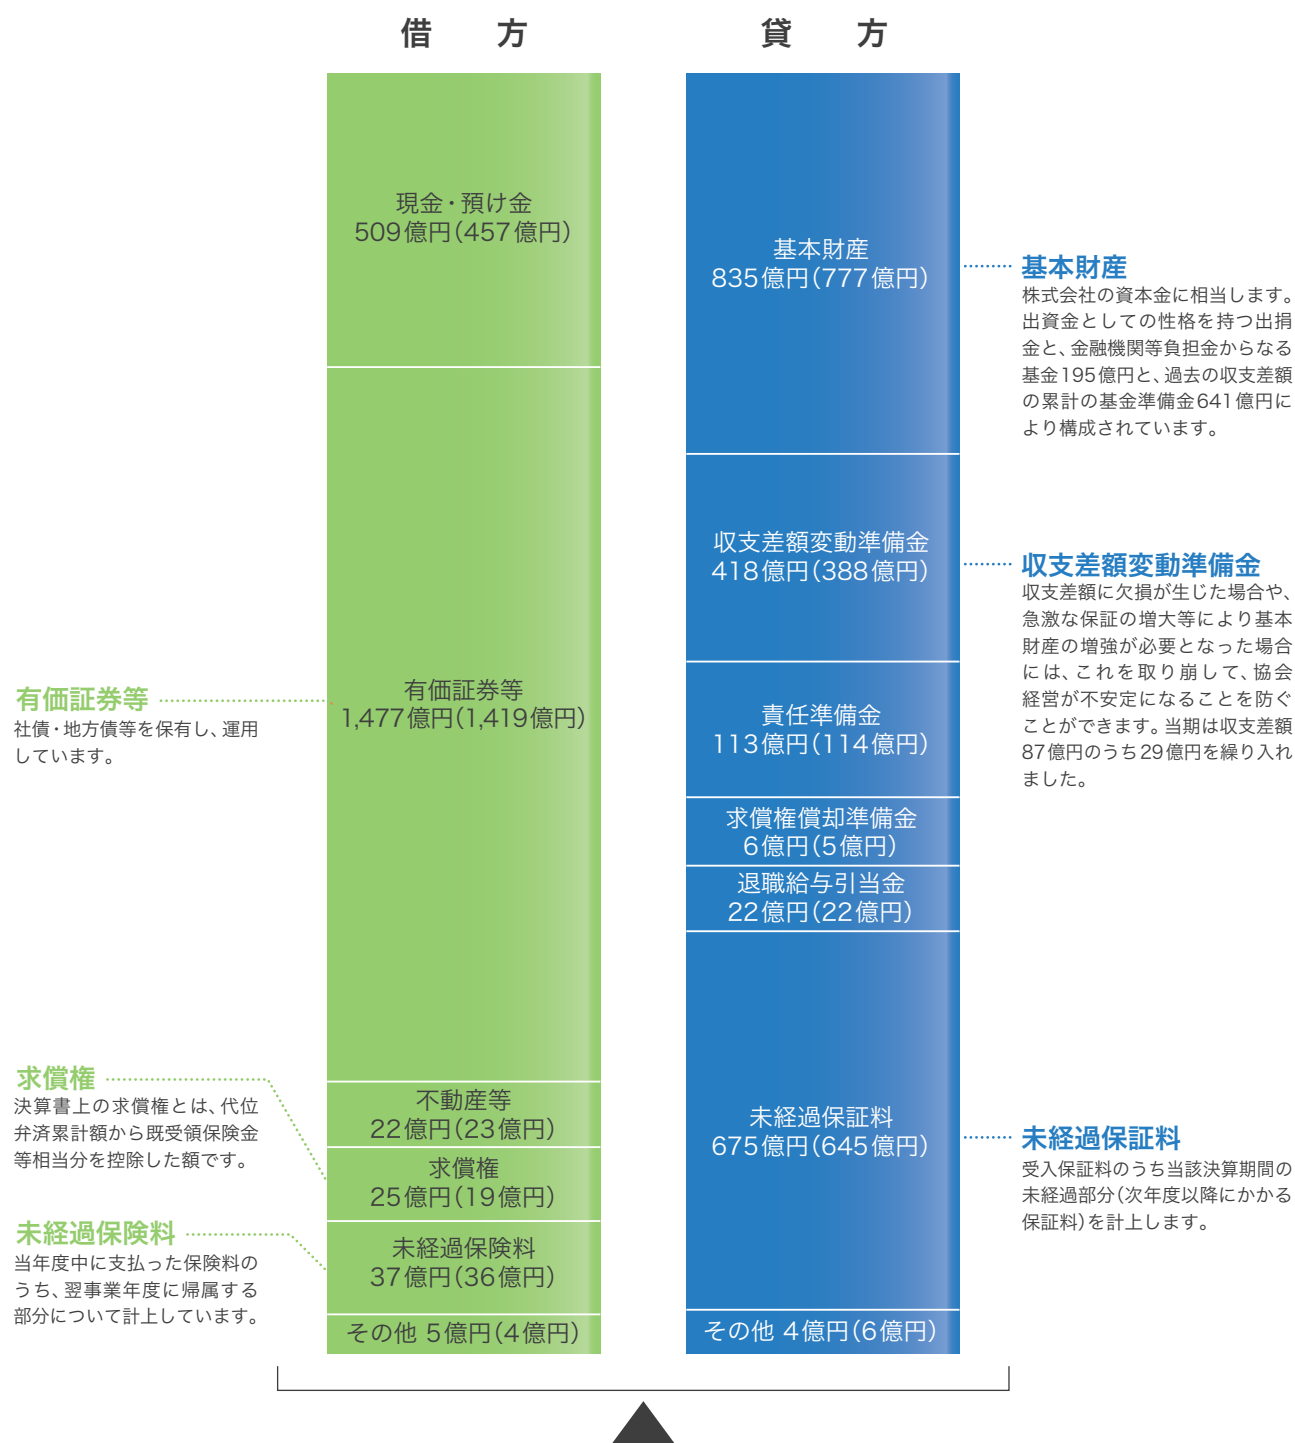 借　方
貸　方
現金・預け金
509億円（457億円）
有価証券等
1,477億円（1,419億円）
不動産等
22億円（23億円）
求償権
25億円（19億円）
未経過保険料
37億円（36億円）
その他 5億円（4億円）
基本財産
835億円（777億円）
収支差額変動準備金
418億円（388億円）
責任準備金
113億円（114億円）
求償権償却準備金
6億円（5億円）
退職給与引当金
22億円（22億円）
未経過保証料
675億円（645億円）
その他 4億円（6億円）
有価証券等
社債・地方債等を保有し、運用
しています。
求償権
決算書上の求償権とは、代位
弁済累計額から既受領保険金
等相当分を控除した額です。
未経過保険料
当年度中に支払った保険料の
うち、翌事業年度に帰属する
部分について計上しています。
基本財産
株式会社の資本金に相当します。
出資金としての性格を持つ出捐
金と、金融機関等負担金からなる
基金195億円と、過去の収支差額
の累計の基金準備金641億円に
より構成されています。
収支差額変動準備金
収支差額に欠損が生じた場合や、
急激な保証の増大等により基本
財産の増強が必要となった場合
には、これを取り崩して、協会
経営が不安定になることを防ぐ
ことができます。当期は収支差額
87億円のうち29億円を繰り入れ
ました。
未経過保証料
受入保証料のうち当該決算期間の
未経過部分（次年度以降にかかる
保証料）を計上します。